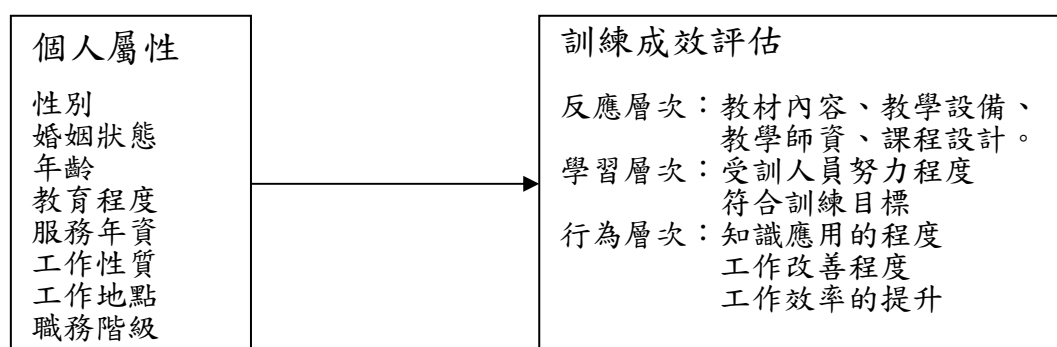 個人屬性
性別
婚姻狀態
年齡
教育程度
服務年資
工作性質
工作地點
職務階級
訓練成效評估
反應層次：教材內容、教學設備、
教學師資、課程設計。
學習層次：受訓人員努力程度
符合訓練目標
行為層次：知識應用的程度
工作改善程度
工作效率的提升